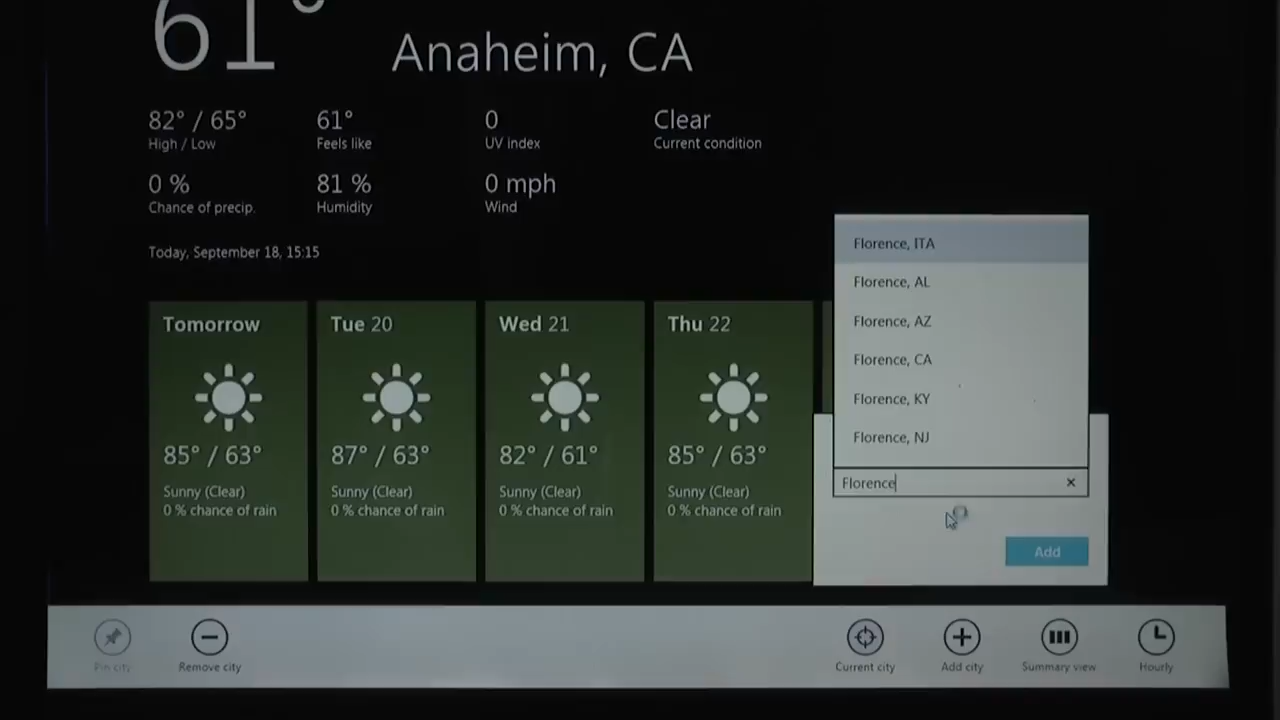 61°
Anaheim, CA
82° / 65°
High / Low
61°
Feels like
0
UV index
Clear
Current condition
0 %
Chance of precip.
81 %
Humidity
0 mph
Wind
Today, September 18, 15:15
Tomorrow
85° / 63°
Sunny (Clear)
0 % chance of rain
Tue 20
87° / 63°
Sunny (Clear)
0 % chance of rain
Wed 21
82° / 61°
Sunny (Clear)
0 % chance of rain
Thu 22
85° / 63°
Sunny (Clear)
0 % chance of rain
Florence, ITA
Florence, AL
Florence, AZ
Florence, CA
Florence, KY
Florence, NJ
Florence
Add
Pin city
Remove city
Current city
Add city
Summary view
Hourly